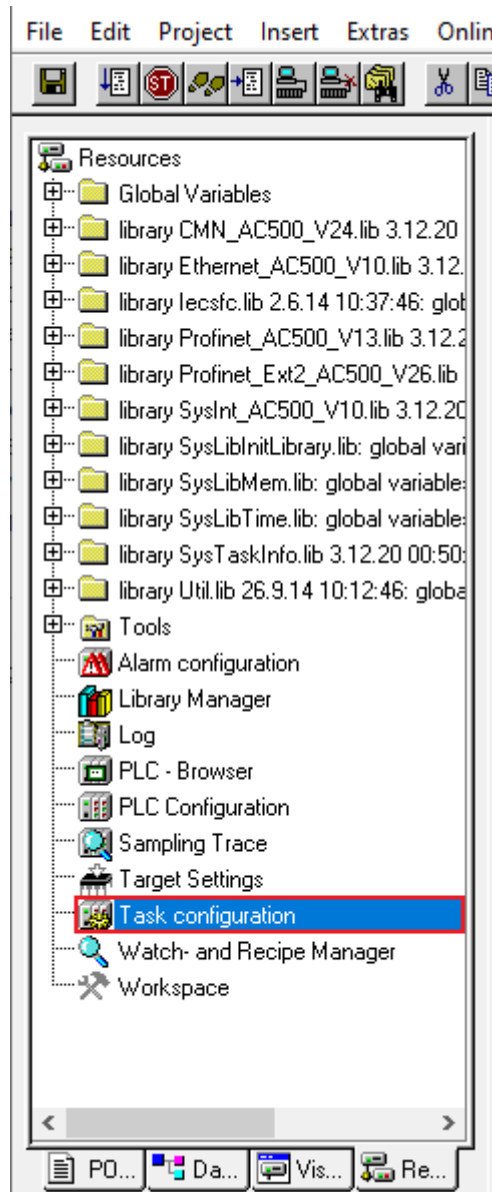 File Edit Project Insert Extras Onlin
ST
Resources
Global Variables
library CMN_AC500_V24.lib 3.12.20
library Ethernet_AC500_V10.lib 3.12.
library Iecsfc.lib 2.6.14 10:37:46: glob
library Profinet_AC500_V13.lib 3.12.2
library Profinet_Ext2_AC500_V26.lib
library SysInt_AC500_V10.lib 3.12.20
library SysLibInitLibrary.lib: global vari
library SysLibMem.lib: global variable
library SysLibTime.lib: global variable
library SysTaskInfo.lib 3.12.20 00:50:
library Util.lib 26.9.14 10:12:46: globa
Tools
Alarm configuration
Library Manager
Log
PLC - Browser
PLC Configuration
Sampling Trace
Target Settings
Task configuration
Watch- and Recipe Manager
Workspace
PO... Da... Vis... Re...